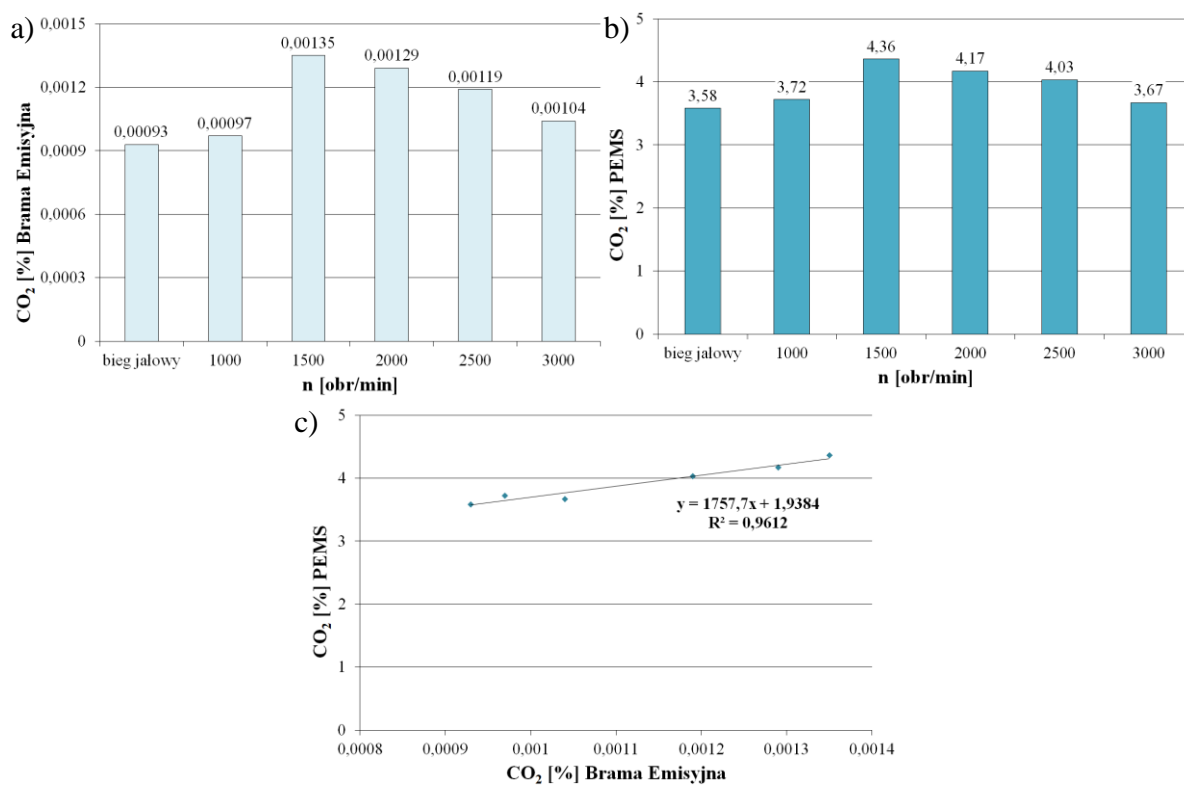 a)
CO₂ [%] Brama Emisyjna
0,0015
0,0012
0,0009
0,0006
0,0003
0
0,00093
0,00097
0,00135
0,00129
0,00119
0,00104
bieg jałowy 1000 1500 2000 2500 3000
n [obr/min]
b)
CO₂ [%] PEMS
5
4
3
2
1
0
3,58
3,72
4,36
4,17
4,03
3,67
bieg jałowy 1000 1500 2000 2500 3000
n [obr/min]
c)
CO₂ [%] PEMS
5
4
3
2
1
0
y = 1757,7x + 1,9384
R² = 0,9612
0,0008 0,0009 0,001 0,0011 0,0012 0,0013 0,0014
CO₂ [%] Brama Emisyjna